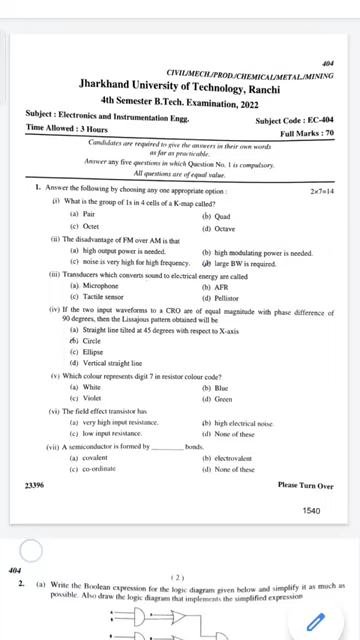 404
CIVIL/MECH./PROD./CHEMICAL/METAL./MINING
Jharkhand University of Technology, Ranchi
4th Semester B.Tech. Examination, 2022
Subject : Electronics and Instrumentation Engg.
Subject Code : EC-404
Time Allowed : 3 Hours
Full Marks : 70
Candidates are required to give the answers in their own words
as far as practicable.
Answer any five questions in which Question No. 1 is compulsory.
All questions are of equal value.
1. Answer the following by choosing any one appropriate option : 2×7=14
(i) What is the group of 1s in 4 cells of a K-map called?
(a) Pair (b) Quad
(c) Octet (d) Octave
(ii) The disadvantage of FM over AM is that
(a) high output power is needed. (b) high modulating power is needed.
(c) noise is very high for high frequency. (d) large BW is required.
(iii) Transducers which converts sound to electrical energy are called
(a) Microphone (b) AFR
(c) Tactile sensor (d) Pellistor
(iv) If the two input waveforms to a CRO are of equal magnitude with phase difference of
90 degrees, then the Lissajous pattern obtained will be
(a) Straight line tilted at 45 degrees with respect to X-axis
(b) Circle
(c) Ellipse
(d) Vertical straight line
(v) Which colour represents digit 7 in resistor colour code?
(a) White (b) Blue
(c) Violet (d) Green
(vi) The field effect transistor has
(a) very high input resistance. (b) high electrical noise.
(c) low input resistance. (d) None of these
(vii) A semiconductor is formed by ________ bonds.
(a) covalent (b) electrovalent
(c) co-ordinate (d) None of these
23396
Please Turn Over
1540
404
( 2 )
2. (a) Write the Boolean expression for the logic diagram given below and simplify it as much as
possible. Also draw the logic diagram that implements the simplified expression